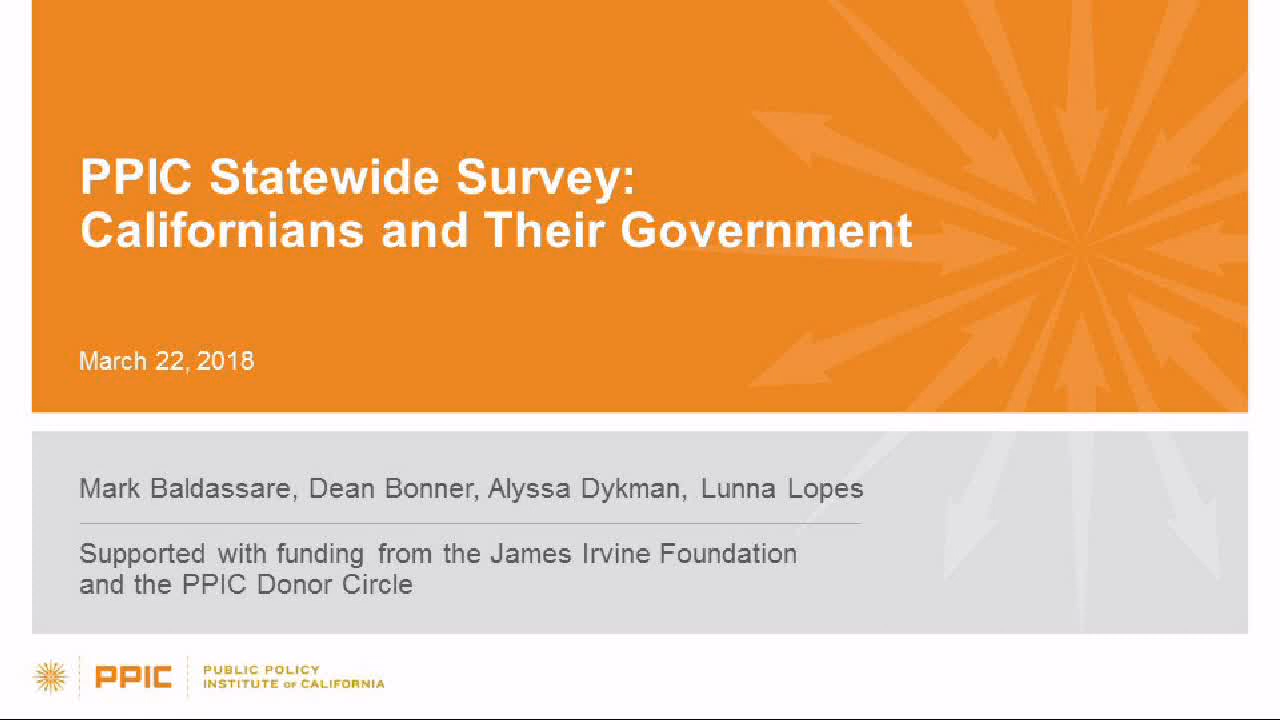 PPIC Statewide Survey:
Californians and Their Government
March 22, 2018
Mark Baldassare, Dean Bonner, Alyssa Dykman, Lunna Lopes
Supported with funding from the James Irvine Foundation
and the PPIC Donor Circle
PPIC
PUBLIC POLICY
INSTITUTE OF CALIFORNIA